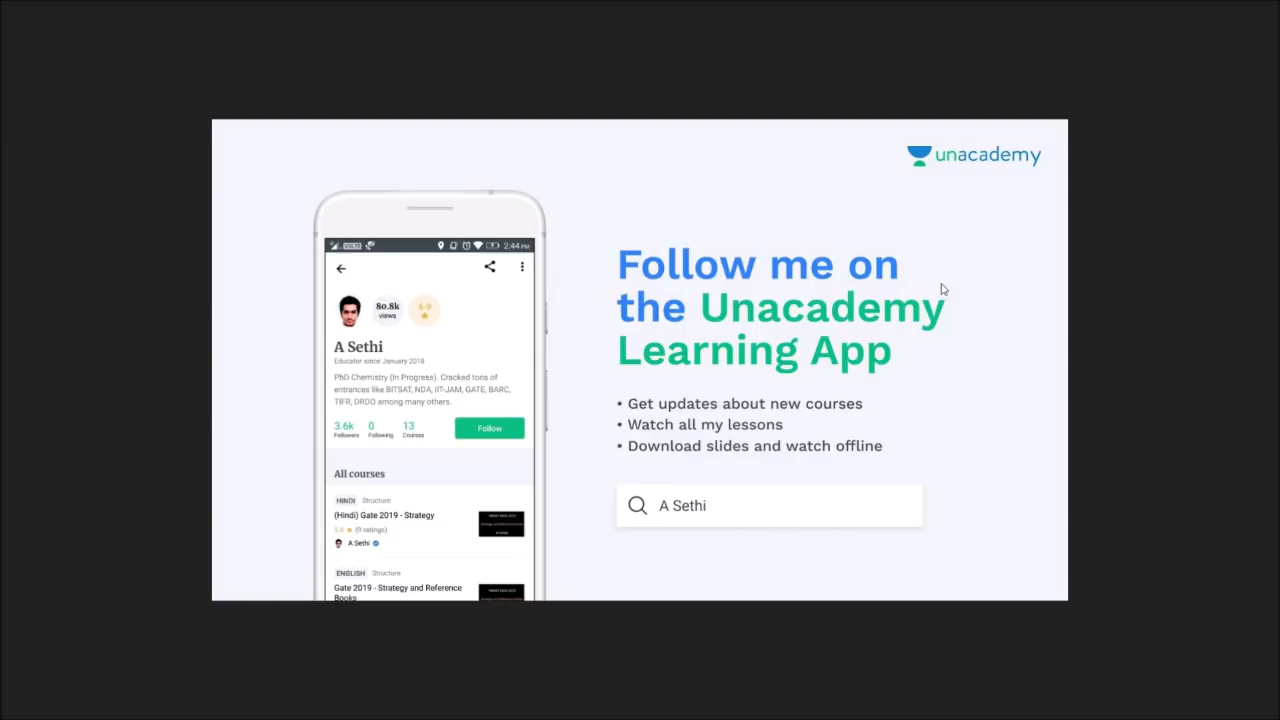 unacademy
VOLTE 2:44 PM
80.8k
views
4.9
A Sethi
Educator since January 2018
PhD Chemistry (In Progress). Cracked tons of
entrances like BITSAT, NDA, IIT-JAM, GATE, BARC,
TIFR, DRDO among many others.
3.6k 0 13
Followers Following Courses
Follow
All courses
HINDI Structure
(Hindi) Gate 2019 - Strategy
(9 ratings)
A Sethi
ENGLISH Structure
Gate 2019 - Strategy and Reference
Books
Follow me on
the Unacademy
Learning App
• Get updates about new courses
• Watch all my lessons
• Download slides and watch offline
A Sethi